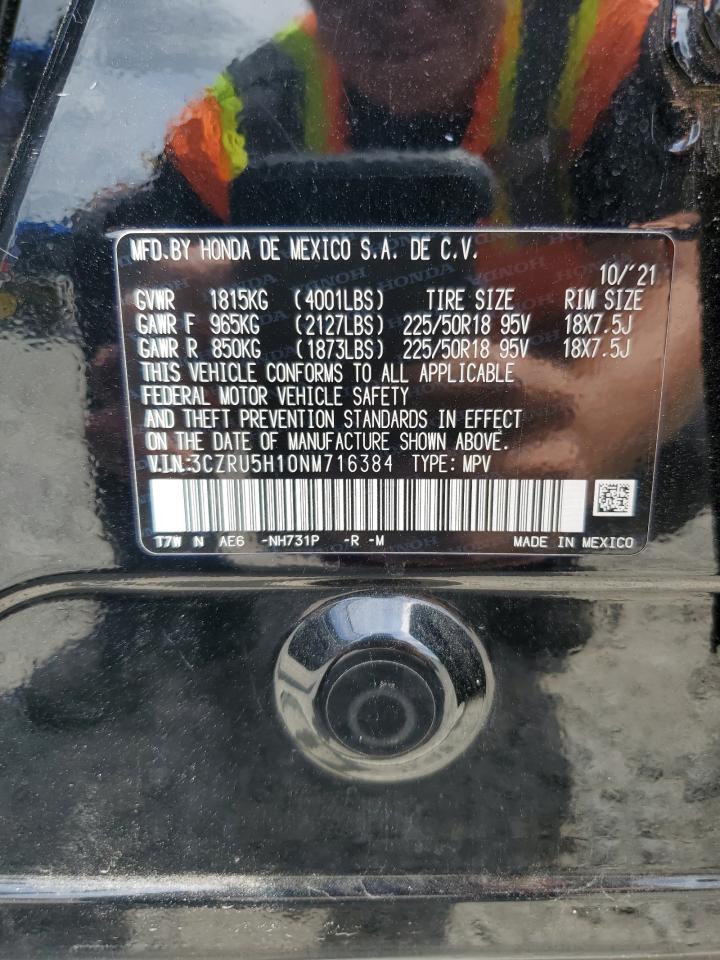 MFD.BY HONDA DE MEXICO S.A. DE C.V.
10/'21
GVWR 1815KG (4001LBS) TIRE SIZE RIM SIZE
GAWR F 965KG (2127LBS) 225/50R18 95V 18X7.5J
GAWR R 850KG (1873LBS) 225/50R18 95V 18X7.5J
THIS VEHICLE CONFORMS TO ALL APPLICABLE
FEDERAL MOTOR VEHICLE SAFETY
AND THEFT PREVENTION STANDARDS IN EFFECT
ON THE DATE OF MANUFACTURE SHOWN ABOVE.
V.I.N:3CZRU5H10NM716384 TYPE: MPV
T7W N AE6 -NH731P -R -M MADE IN MEXICO